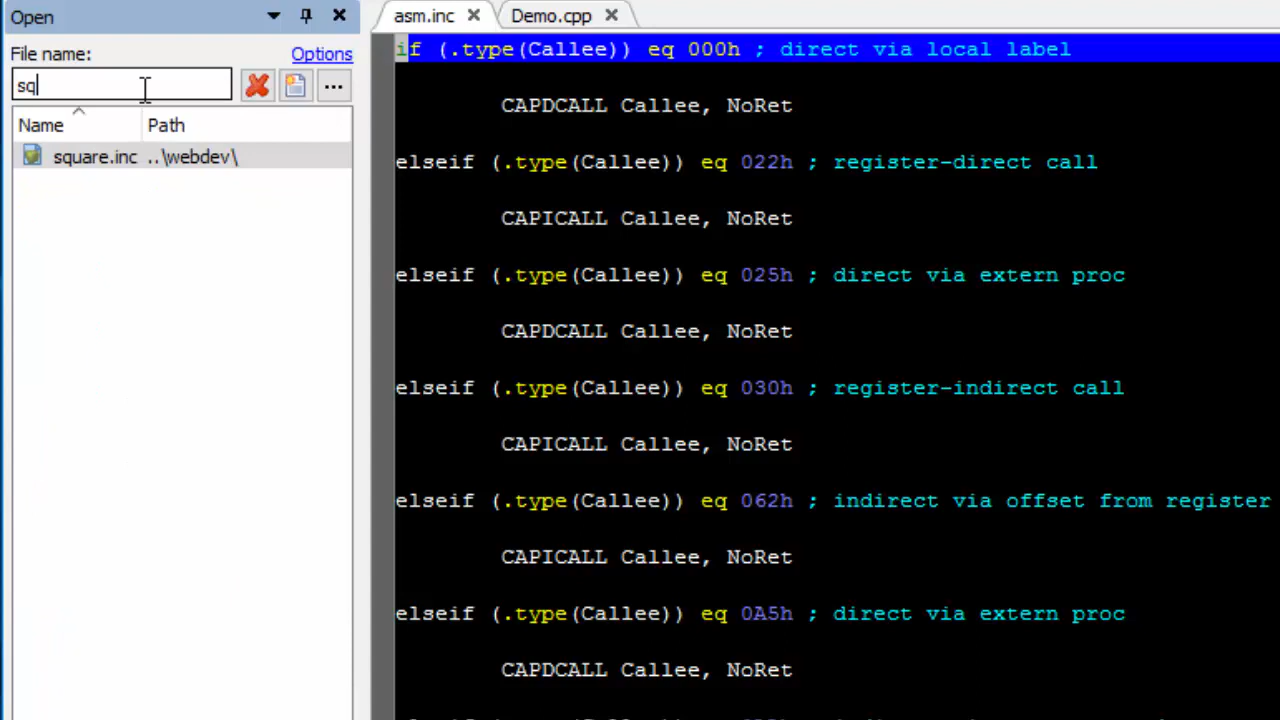 Open
File name:
Options
sq
...
Name Path
square.inc ..\webdev\
asm.inc Demo.cpp
if (.type(Callee)) eq 000h ; direct via local label
CAPDCALL Callee, NoRet
elseif (.type(Callee)) eq 022h ; register-direct call
CAPICALL Callee, NoRet
elseif (.type(Callee)) eq 025h ; direct via extern proc
CAPDCALL Callee, NoRet
elseif (.type(Callee)) eq 030h ; register-indirect call
CAPICALL Callee, NoRet
elseif (.type(Callee)) eq 062h ; indirect via offset from register
CAPICALL Callee, NoRet
elseif (.type(Callee)) eq 0A5h ; direct via extern proc
CAPDCALL Callee, NoRet